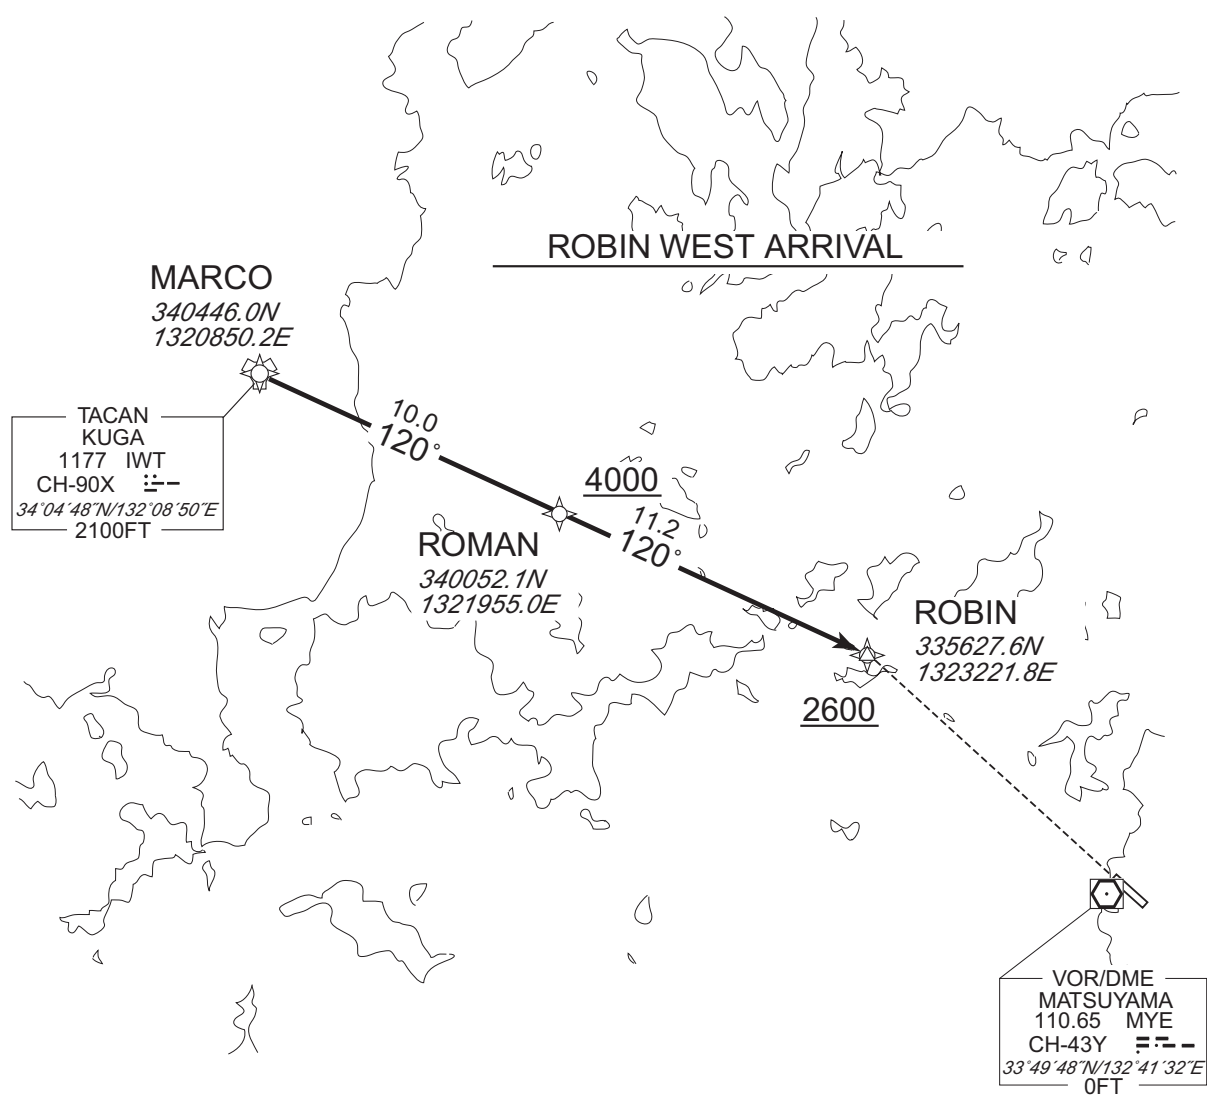 ROBIN WEST ARRIVAL
MARCO
340446.0N
1320850.2E
TACAN
KUGA
1177 IWT
CH-90X
34°04´48˝N/132°08´50˝E
2100FT
10.0
120°
4000
ROMAN
340052.1N
1321955.0E
11.2
120°
ROBIN
335627.6N
1323221.8E
2600
VOR/DME
MATSUYAMA
110.65 MYE
CH-43Y
33°49´48˝N/132°41´32˝E
0FT